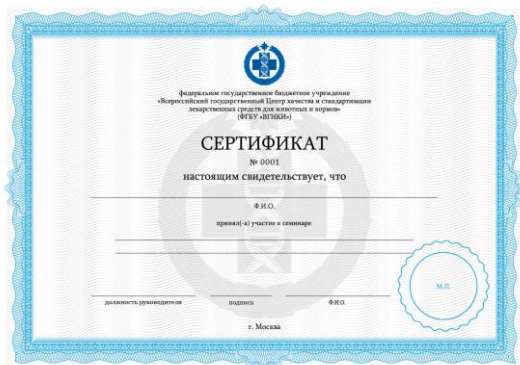 федеральное государственное бюджетное учреждение
«Всероссийский государственный Центр качества и стандартизации
лекарственных средств для животных и кормов»
(ФГБУ «ВГНКИ»)
СЕРТИФИКАТ
№ 0001
настоящим свидетельствует, что
Ф.И.О.
принял(-а) участие в семинаре
М.П.
должность руководителя подпись Ф.И.О.
г. Москва